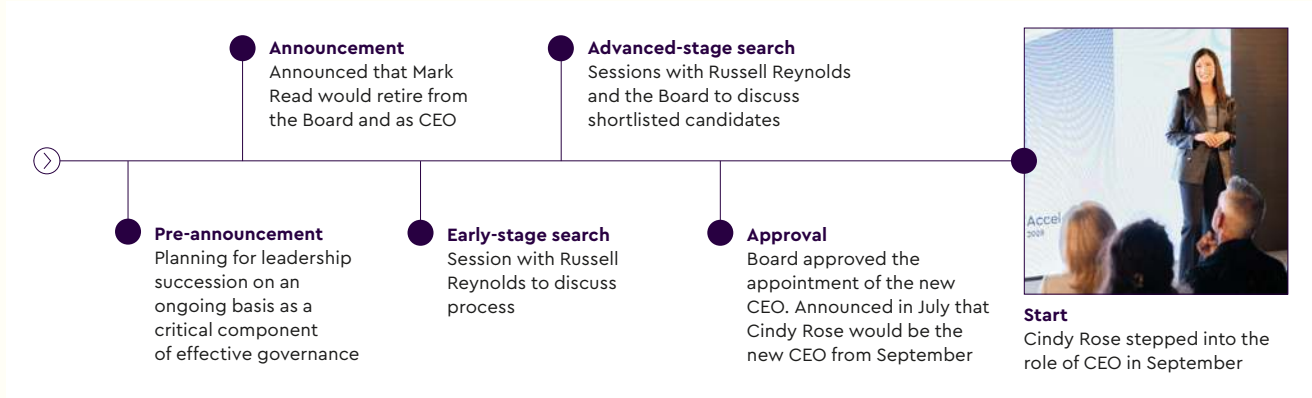 Announcement
Announced that Mark
Read would retire from
the Board and as CEO
Advanced-stage search
Sessions with Russell Reynolds
and the Board to discuss
shortlisted candidates
Pre-announcement
Planning for leadership
succession on an
ongoing basis as a
critical component
of effective governance
Early-stage search
Session with Russell
Reynolds to discuss
process
Approval
Board approved the
appointment of the new
CEO. Announced in July that
Cindy Rose would be the
new CEO from September
Accel
Start
Cindy Rose stepped into the
role of CEO in September